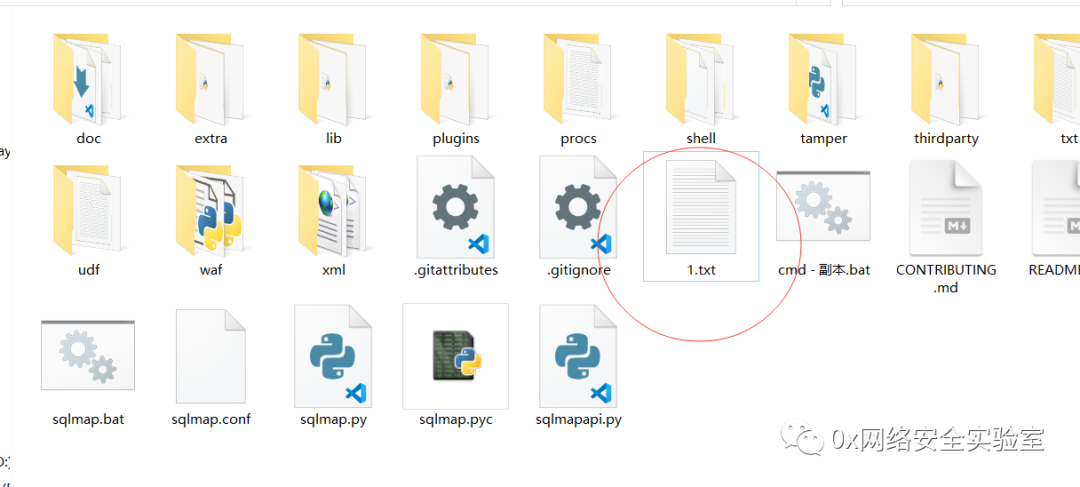 doc
extra
lib
plugins
procs
shell
tamper
thirdparty
txt
ay
udf
waf
xml
.gitattributes
.gitignore
1.txt
cmd - 副本.bat
CONTRIBUTING
.md
README
M↓
sqlmap.bat
sqlmap.conf
sqlmap.py
sqlmap.pyc
sqlmapapi.py
0x网络安全实验室